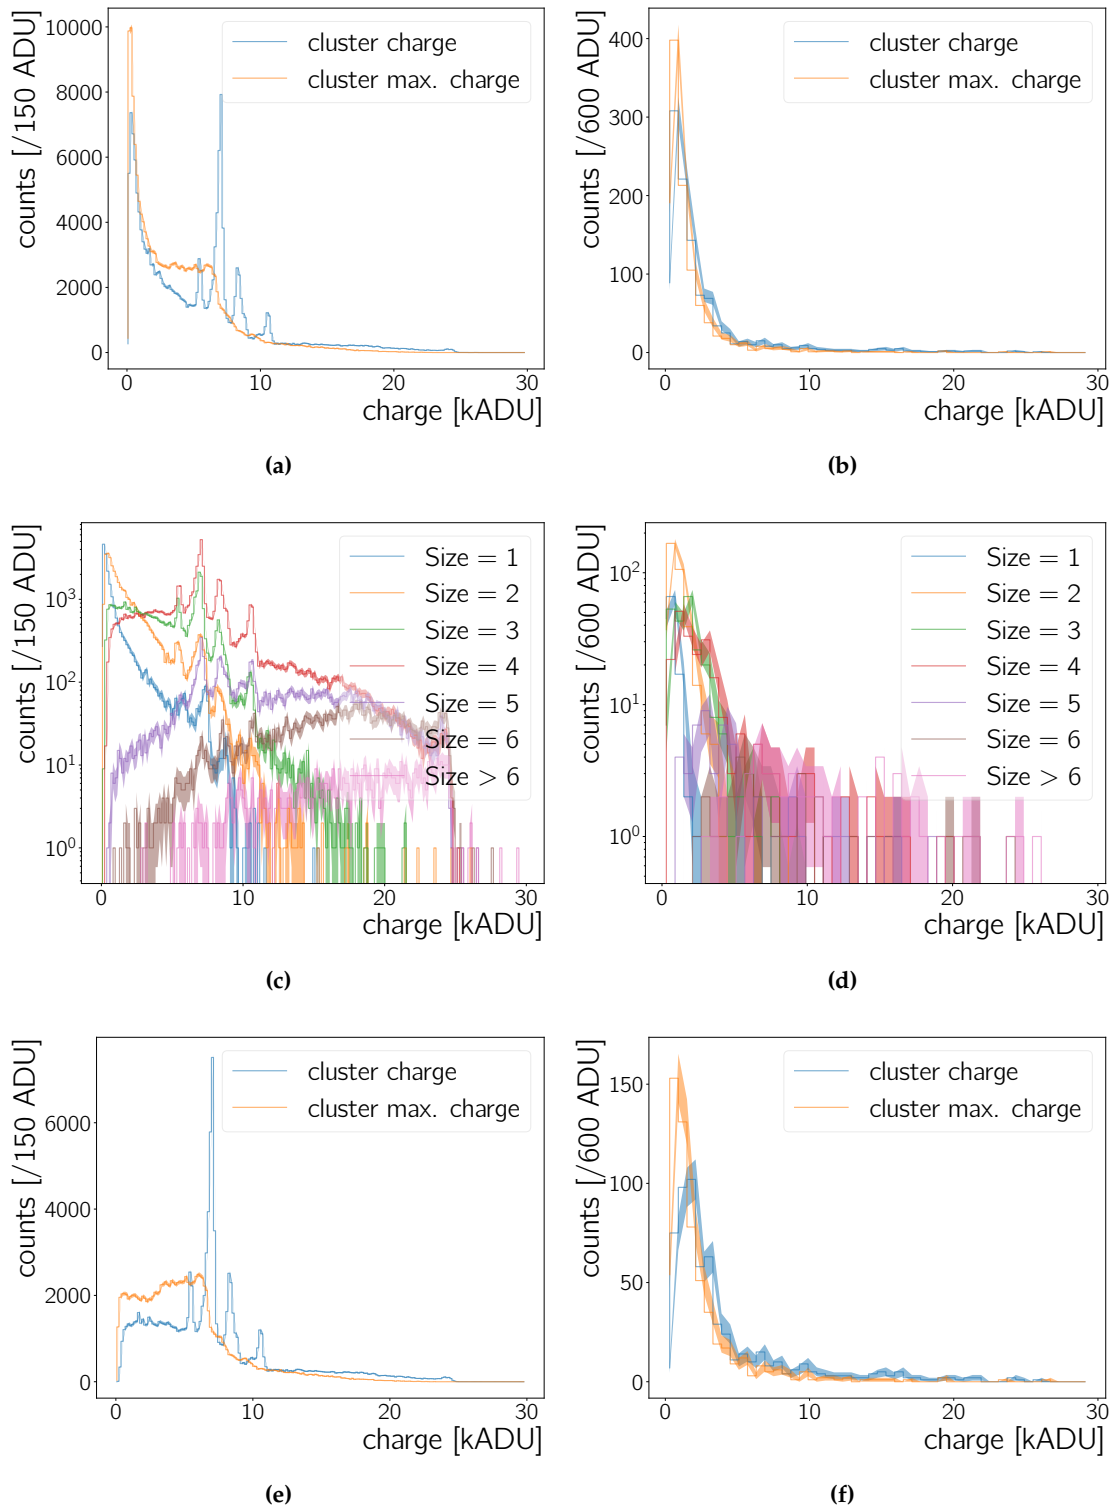 counts [/150 ADU]
10000
8000
6000
4000
2000
0
cluster charge
cluster max. charge
0 10 20 30
charge [kADU]
(a)
counts [/600 ADU]
400
300
200
100
0
cluster charge
cluster max. charge
0 10 20 30
charge [kADU]
(b)
counts [/150 ADU]
10³
10²
10¹
10⁰
Size = 1
Size = 2
Size = 3
Size = 4
Size = 5
Size = 6
Size > 6
0 10 20 30
charge [kADU]
(c)
counts [/600 ADU]
10²
10¹
10⁰
Size = 1
Size = 2
Size = 3
Size = 4
Size = 5
Size = 6
Size > 6
0 10 20 30
charge [kADU]
(d)
counts [/150 ADU]
6000
4000
2000
0
cluster charge
cluster max. charge
0 10 20 30
charge [kADU]
(e)
counts [/600 ADU]
150
100
50
0
cluster charge
cluster max. charge
0 10 20 30
charge [kADU]
(f)